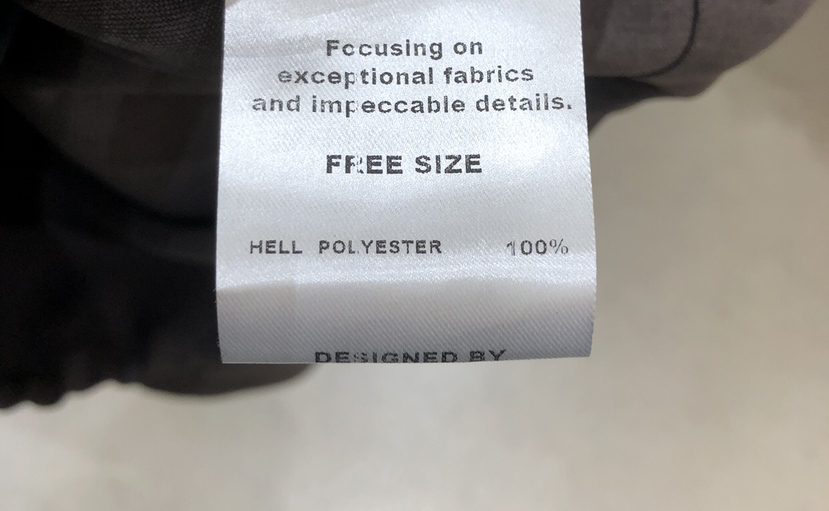 Focusing on
exceptional fabrics
and impeccable details.
FREE SIZE
HELL POLYESTER 100%
DESIGNED BY